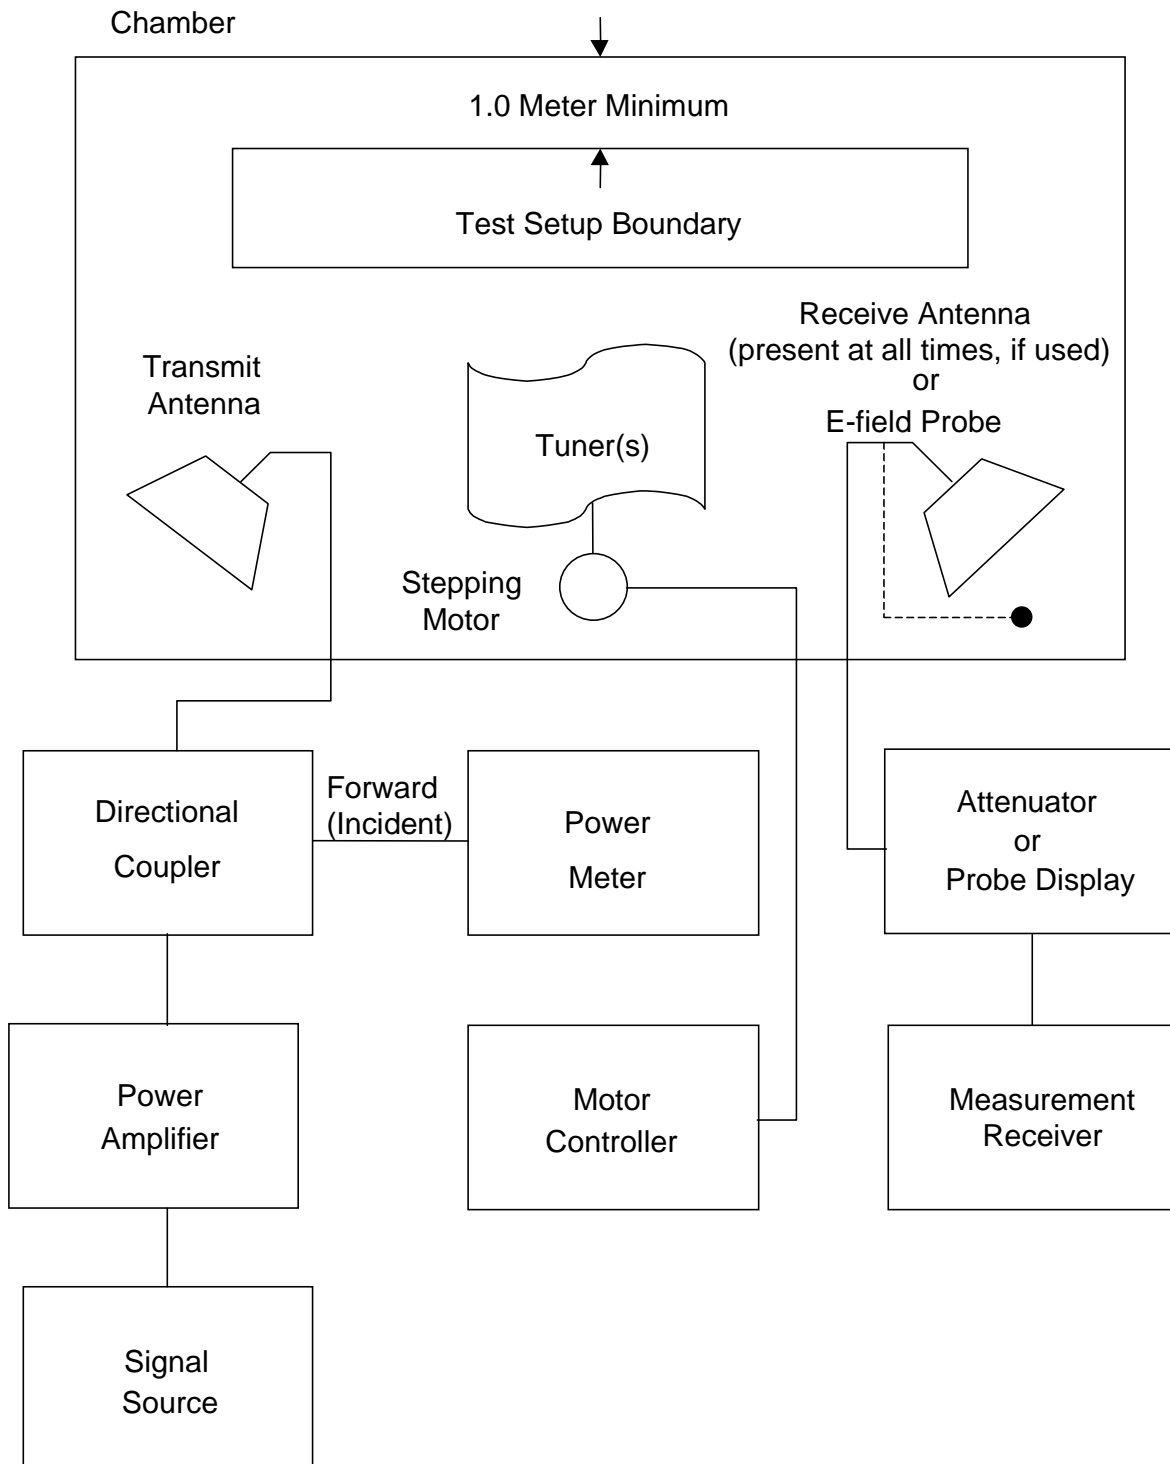 Chamber
1.0 Meter Minimum
Test Setup Boundary
Receive Antenna
(present at all times, if used)
or
E-field Probe
Transmit
Antenna
Tuner(s)
Stepping
Motor
Forward
(Incident)
Directional
Coupler
Power
Meter
Attenuator
or
Probe Display
Power
Amplifier
Motor
Controller
Measurement
Receiver
Signal
Source